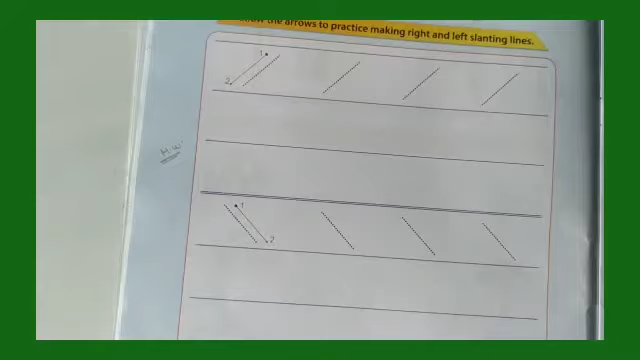 the arrows to practice making right and left slanting lines.
1
2
H.W.
1
2